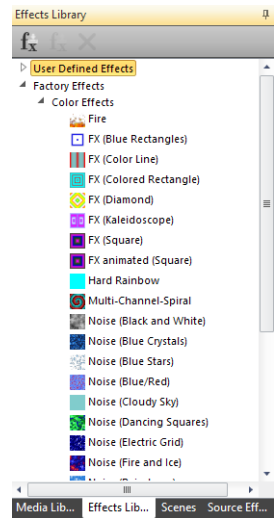 Effects Library
fx fx
User Defined Effects
Factory Effects
Color Effects
Fire
FX (Blue Rectangles)
FX (Color Line)
FX (Colored Rectangle)
FX (Diamond)
FX (Kaleidoscope)
FX (Square)
FX animated (Square)
Hard Rainbow
Multi-Channel-Spiral
Noise (Black and White)
Noise (Blue Crystals)
Noise (Blue Stars)
Noise (Blue/Red)
Noise (Cloudy Sky)
Noise (Dancing Squares)
Noise (Electric Grid)
Noise (Fire and Ice)
Media Lib... Effects Lib... Scenes Source Eff...